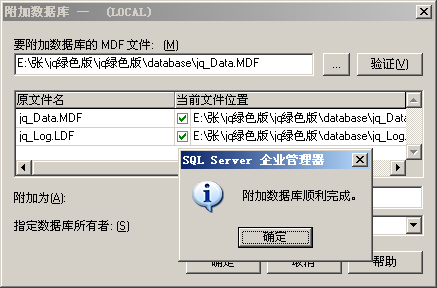 附加数据库 — (LOCAL)
要附加数据库的 MDF 文件: (M)
E:\张\jq绿色版\jq绿色版\database\jq_Data.MDF
...
验证(V)
原文件名 当前文件位置
jq_Data.MDF E:\张\jq绿色版\jq绿色版\database\jq_Data
jq_Log.LDF E:\张\jq绿色版\jq绿色版\database\jq_Log.
SQL Server 企业管理器
附加数据库顺利完成。
附加为(A):
指定数据库所有者: (S)
确定
确定 取消 帮助